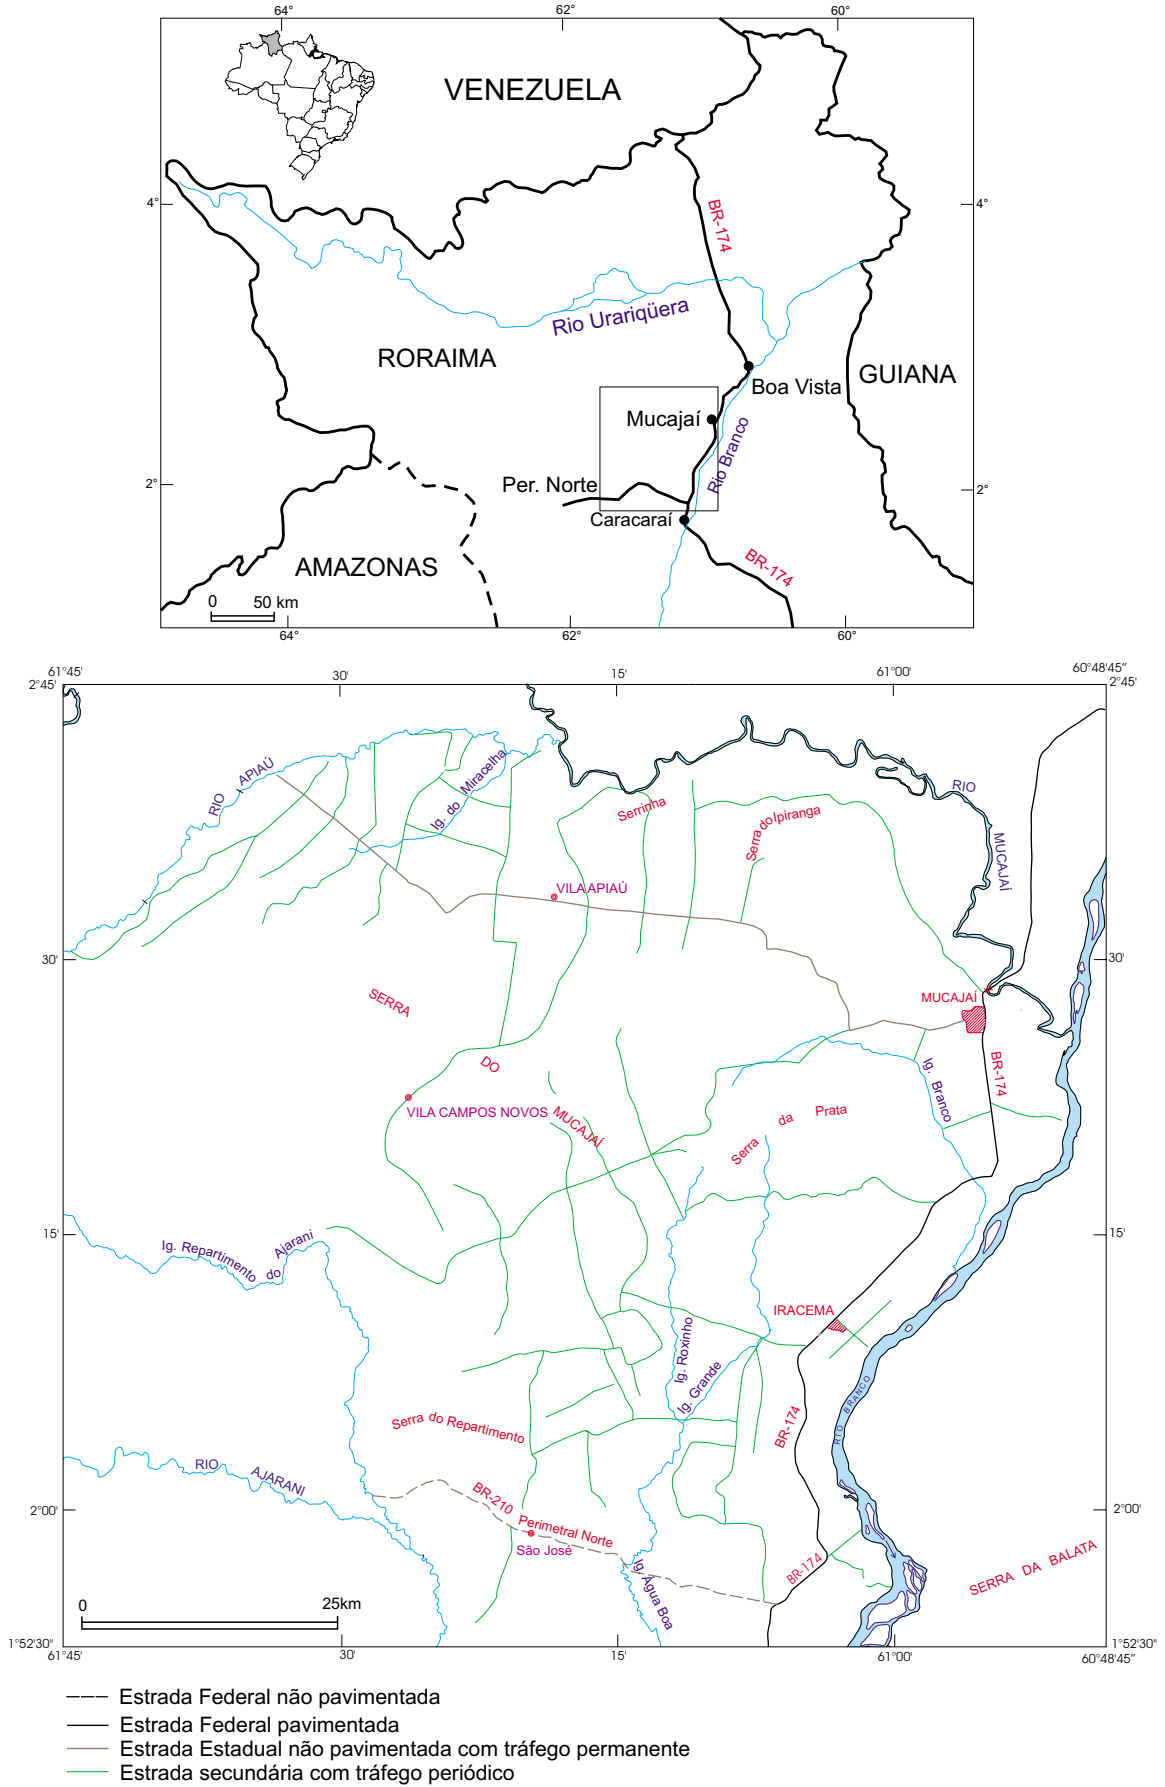 64°
62°
60°
VENEZUELA
4°
4°
BR-174
Rio Urariqüera
RORAIMA
GUIANA
Boa Vista
Mucajaí
Rio Branco
Per. Norte
2°
2°
Caracaraí
AMAZONAS
BR-174
0 50 km
64°
62°
60°
61°45'
30'
15'
61°00'
60°48'45"
2°45'
2°45'
RIO APIAÚ
Ig. do Miracelha
RIO MUCAJAÍ
Serrinha
Serra do Ipiranga
VILA APIAÚ
30'
30'
SERRA DO MUCAJAÍ
MUCAJAÍ
BR-174
Ig. Branco
VILA CAMPOS NOVOS
Serra da Prata
15'
15'
Ig. Repartimento do Ajarani
IRACEMA
Ig. Roxinho
Ig. Grande
RIO BRANCO
BR-174
Serra do Repartimento
RIO AJARANI
BR-210 Perimetral Norte
São José
2°00'
2°00'
Ig. Água Boa
BR-174
SERRA DA BALATA
0 25km
1°52'30"
1°52'30"
61°45'
30'
15'
61°00'
60°48'45"
Estrada Federal não pavimentada
Estrada Federal pavimentada
Estrada Estadual não pavimentada com tráfego permanente
Estrada secundária com tráfego periódico